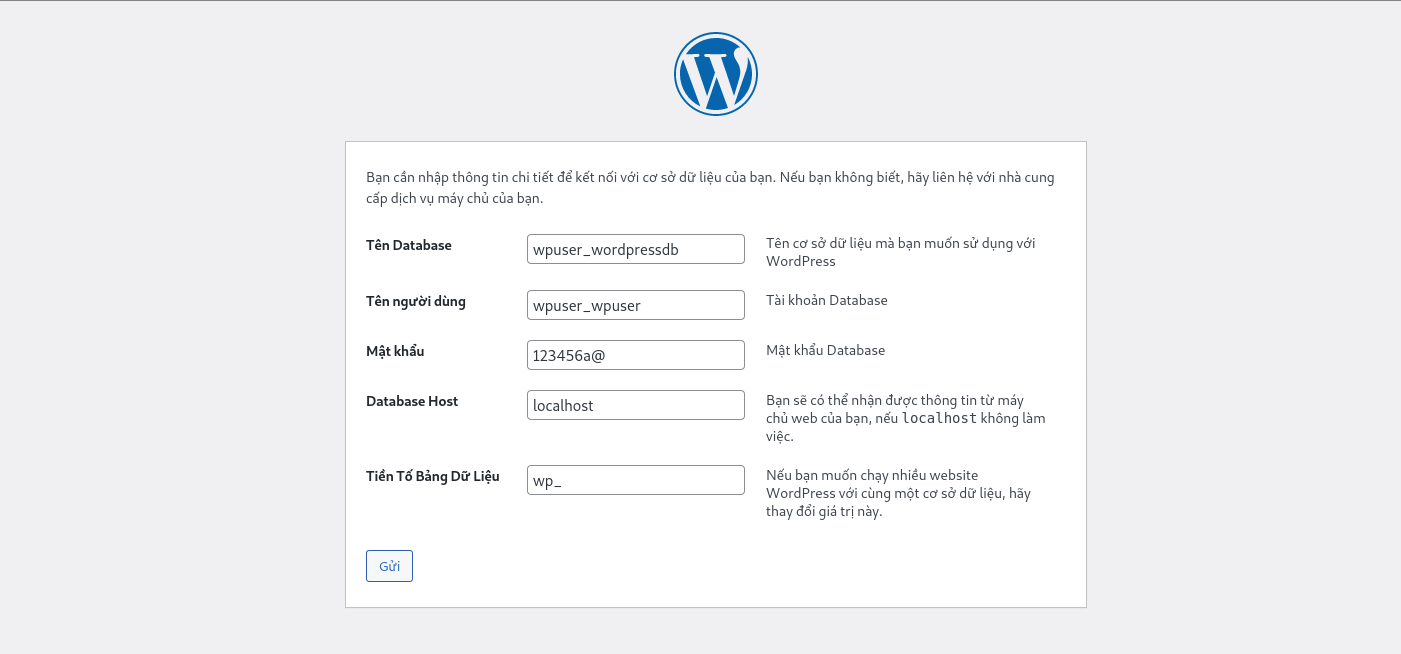 Bạn cần nhập thông tin chi tiết để kết nối với cơ sở dữ liệu của bạn. Nếu bạn không biết, hãy liên hệ với nhà cung
cấp dịch vụ máy chủ của bạn.
Tên Database
wpuser_wordpressdb
Tên cơ sở dữ liệu mà bạn muốn sử dụng với
WordPress
Tên người dùng
wpuser_wpuser
Tài khoản Database
Mật khẩu
123456a@
Mật khẩu Database
Database Host
localhost
Bạn sẽ có thể nhận được thông tin từ máy
chủ web của bạn, nếu localhost không làm
việc.
Tiền Tố Bảng Dữ Liệu
wp_
Nếu bạn muốn chạy nhiều website
WordPress với cùng một cơ sở dữ liệu, hãy
thay đổi giá trị này.
Gửi